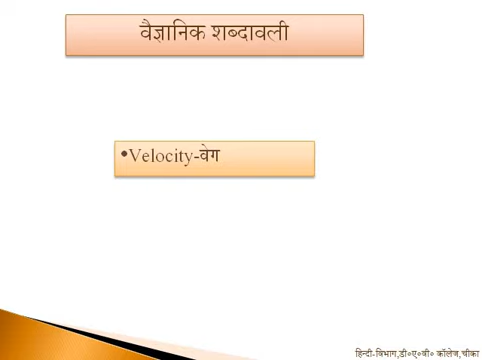 वैज्ञानिक शब्दावली
•Velocity-वेग
हिन्दी-विभाग,डी०ए०वी० कॉलेज,चीका